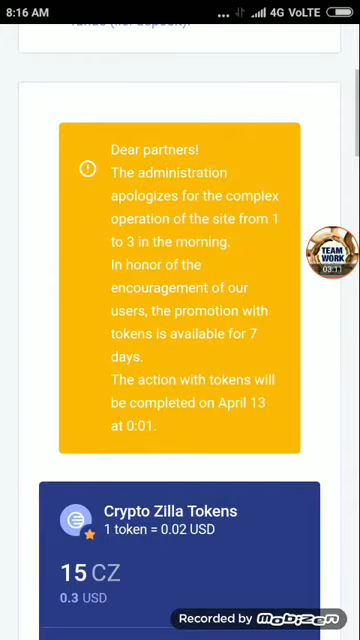 8:16 AM
4G VoLTE
Dear partners!
The administration
apologizes for the complex
operation of the site from 1
to 3 in the morning.
In honor of the
encouragement of our
users, the promotion with
tokens is available for 7
days.
The action with tokens will
be completed on April 13
at 0:01.
TEAM
WORK
03:11
Crypto Zilla Tokens
1 token = 0.02 USD
15 CZ
0.3 USD
Recorded by Mobizen